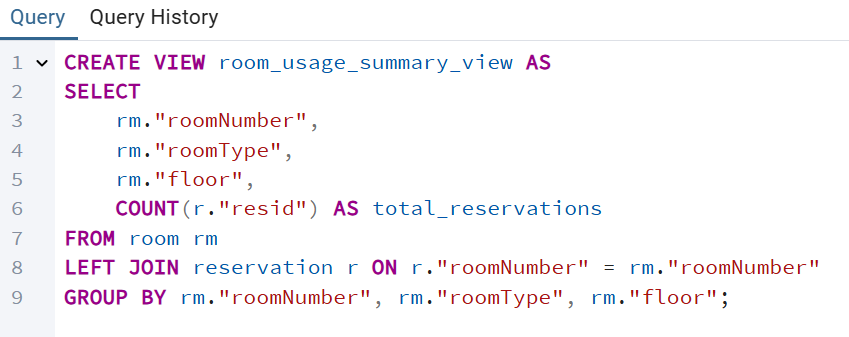 Query Query History
1 CREATE VIEW room_usage_summary_view AS
2 SELECT
3 rm."roomNumber",
4 rm."roomType",
5 rm."floor",
6 COUNT(r."resid") AS total_reservations
7 FROM room rm
8 LEFT JOIN reservation r ON r."roomNumber" = rm."roomNumber"
9 GROUP BY rm."roomNumber", rm."roomType", rm."floor";